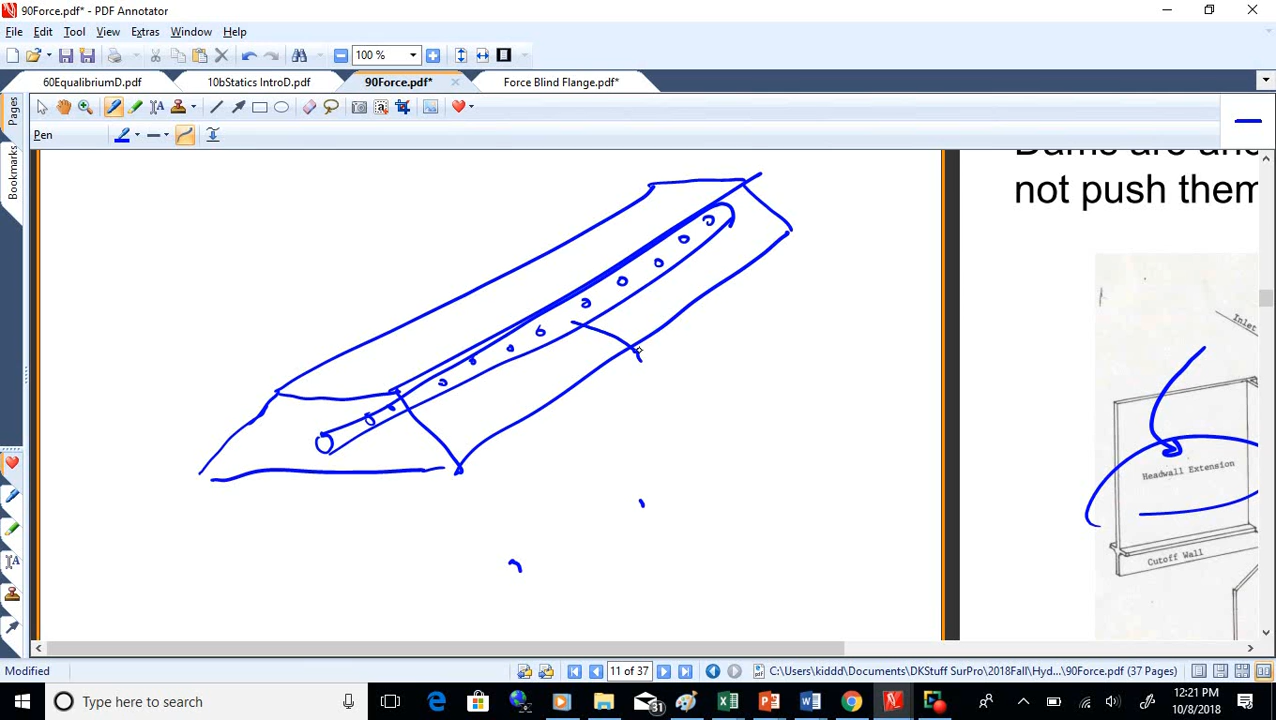 90Force.pdf* - PDF Annotator
File Edit Tool View Extras Window Help
100 %
60EqualibriumD.pdf 10bStatics IntroD.pdf 90Force.pdf* Force Blind Flange.pdf*
Pen
Pages
Bookmarks
not push them
Inlet
Headwall Extension
Cutoff Wall
Modified
11 of 37
C:\Users\kiddd\Documents\DKStuff SurPro\2018Fall\Hyd...\90Force.pdf (37 Pages)
Type here to search
31
12:21 PM
10/8/2018